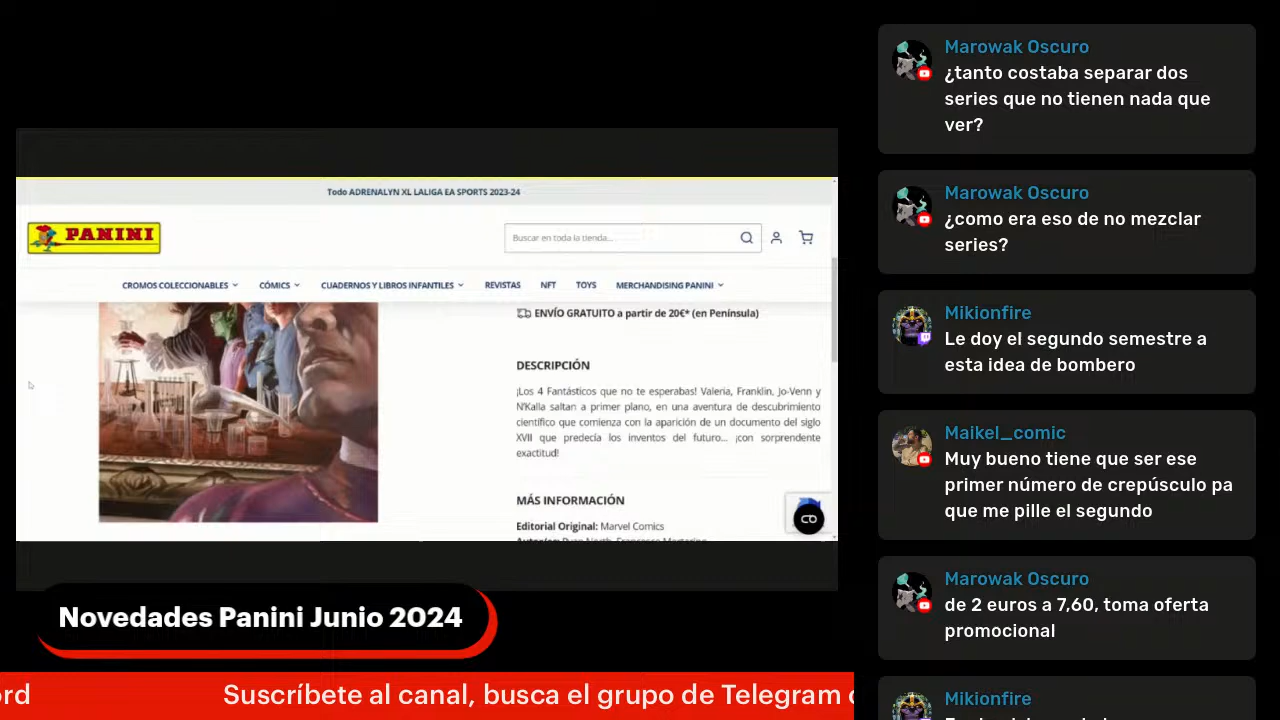 Todo ADRENALYN XL LALIGA EA SPORTS 2023-24
PANINI
Buscar en toda la tienda...
CROMOS COLECCIONABLES
CÓMICS
CUADERNOS Y LIBROS INFANTILES
REVISTAS
NFT
TOYS
MERCHANDISING PANINI
ENVÍO GRATUITO a partir de 20€* (en Península)
DESCRIPCIÓN
¡Los 4 Fantásticos que no te esperabas! Valeria, Franklin, Jo-Venn y
N'Kalla saltan a primer plano, en una aventura de descubrimiento
científico que comienza con la aparición de un documento del siglo
XVII que predecía los inventos del futuro... ¡con sorprendente
exactitud!
MÁS INFORMACIÓN
Editorial Original: Marvel Comics
Novedades Panini Junio 2024
ord
Suscríbete al canal, busca el grupo de Telegram
Marowak Oscuro
¿tanto costaba separar dos
series que no tienen nada que
ver?
Marowak Oscuro
¿como era eso de no mezclar
series?
Mikionfire
Le doy el segundo semestre a
esta idea de bombero
Maikel_comic
Muy bueno tiene que ser ese
primer número de crepúsculo pa
que me pille el segundo
Marowak Oscuro
de 2 euros a 7,60, toma oferta
promocional
Mikionfire